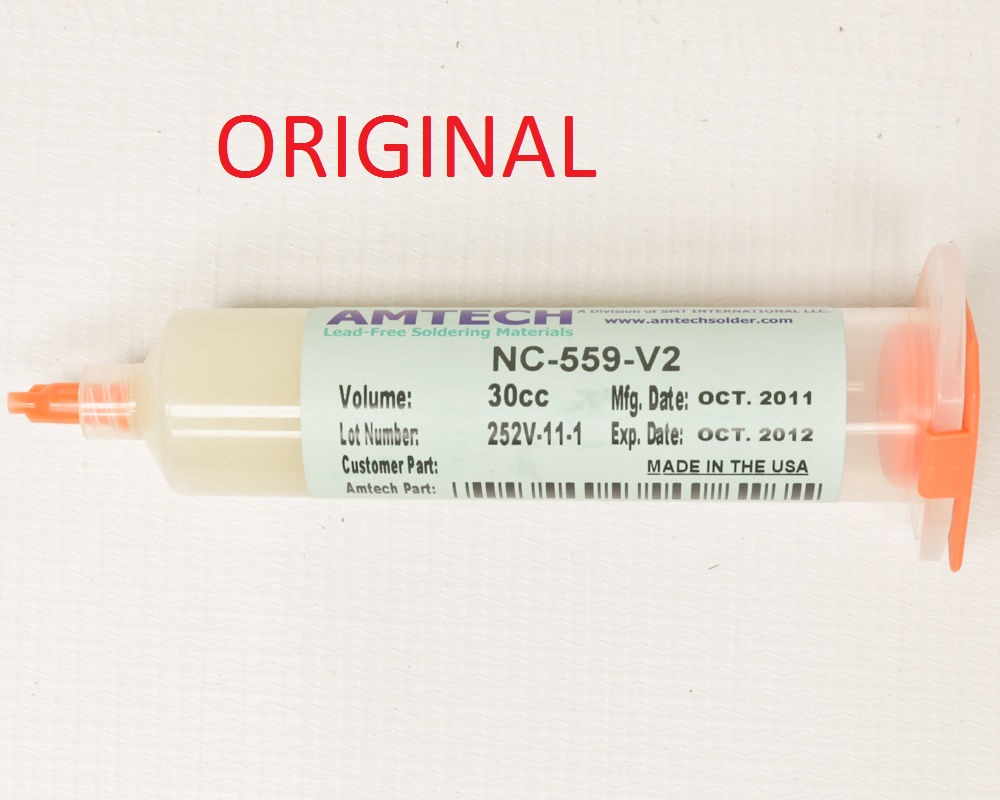 ORIGINAL
AMTECH A Division of SMT INTERNATIONAL LLC.
Lead-Free Soldering Materials www.amtechsolder.com
NC-559-V2
Volume: 30cc Mfg. Date: OCT. 2011
Lot Number: 252V-11-1 Exp. Date: OCT. 2012
Customer Part: MADE IN THE USA
Amtech Part: